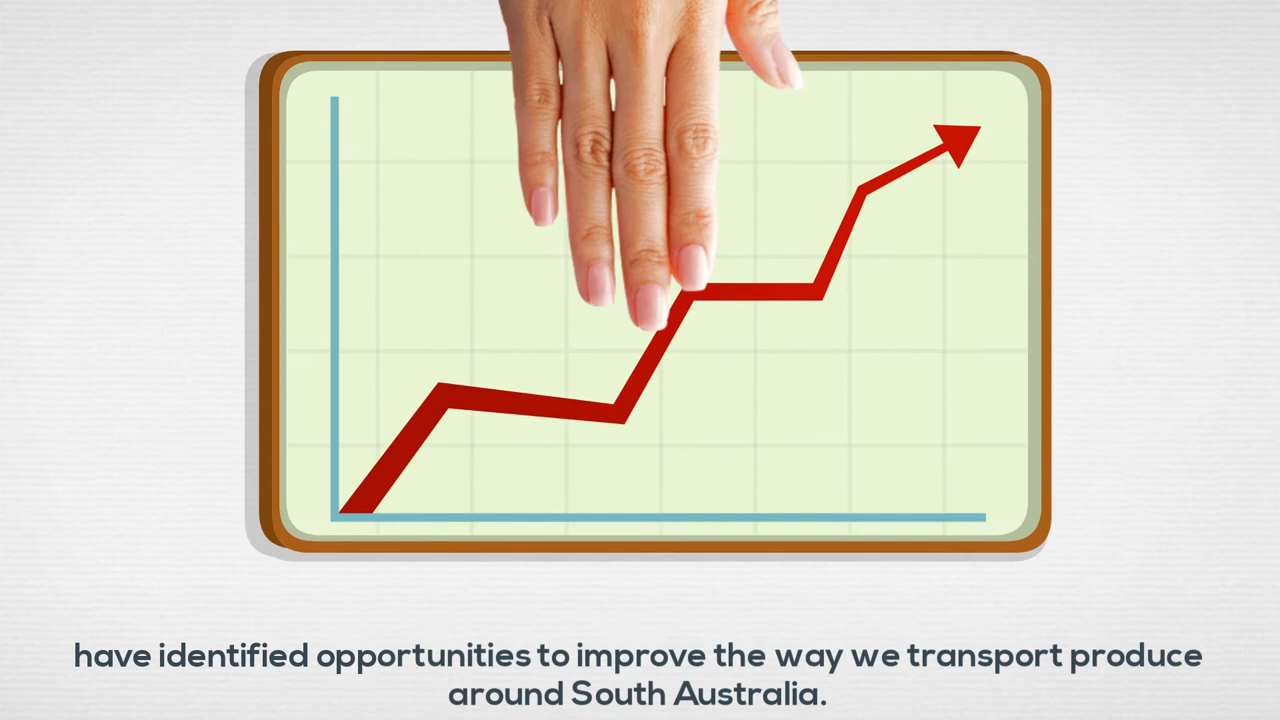 have identified opportunities to improve the way we transport produce
around South Australia.